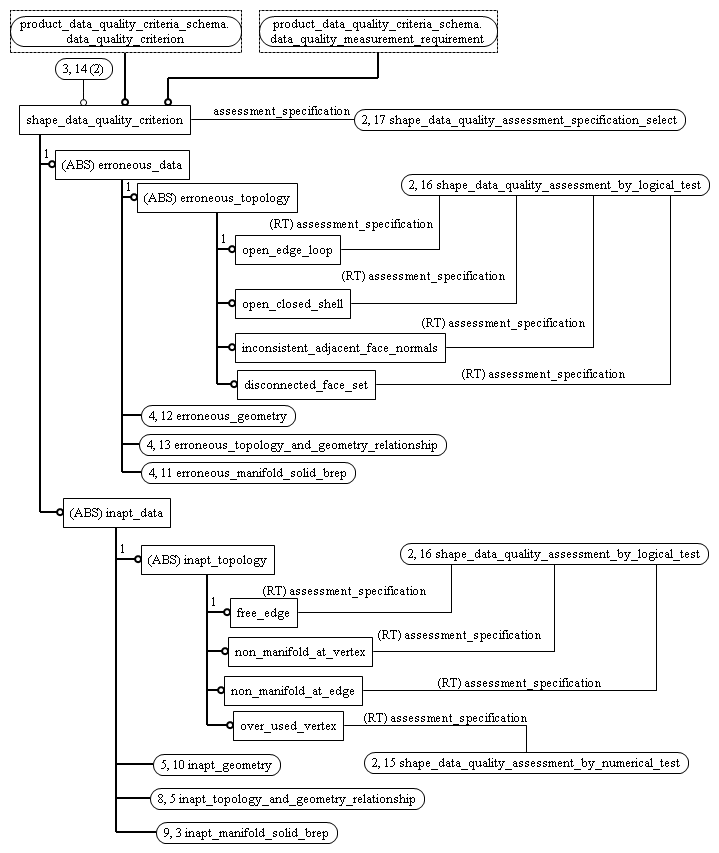 product_data_quality_criteria_schema.
data_quality_criterion
product_data_quality_criteria_schema.
data_quality_measurement_requirement
3, 14 (2)
shape_data_quality_criterion
assessment_specification
2, 17 shape_data_quality_assessment_specification_select
1
(ABS) erroneous_data
1
(ABS) erroneous_topology
2, 16 shape_data_quality_assessment_by_logical_test
(RT) assessment_specification
1
open_edge_loop
(RT) assessment_specification
open_closed_shell
(RT) assessment_specification
inconsistent_adjacent_face_normals
(RT) assessment_specification
disconnected_face_set
4, 12 erroneous_geometry
4, 13 erroneous_topology_and_geometry_relationship
4, 11 erroneous_manifold_solid_brep
(ABS) inapt_data
1
(ABS) inapt_topology
2, 16 shape_data_quality_assessment_by_logical_test
(RT) assessment_specification
1
free_edge
(RT) assessment_specification
non_manifold_at_vertex
(RT) assessment_specification
non_manifold_at_edge
(RT) assessment_specification
over_used_vertex
2, 15 shape_data_quality_assessment_by_numerical_test
5, 10 inapt_geometry
8, 5 inapt_topology_and_geometry_relationship
9, 3 inapt_manifold_solid_brep